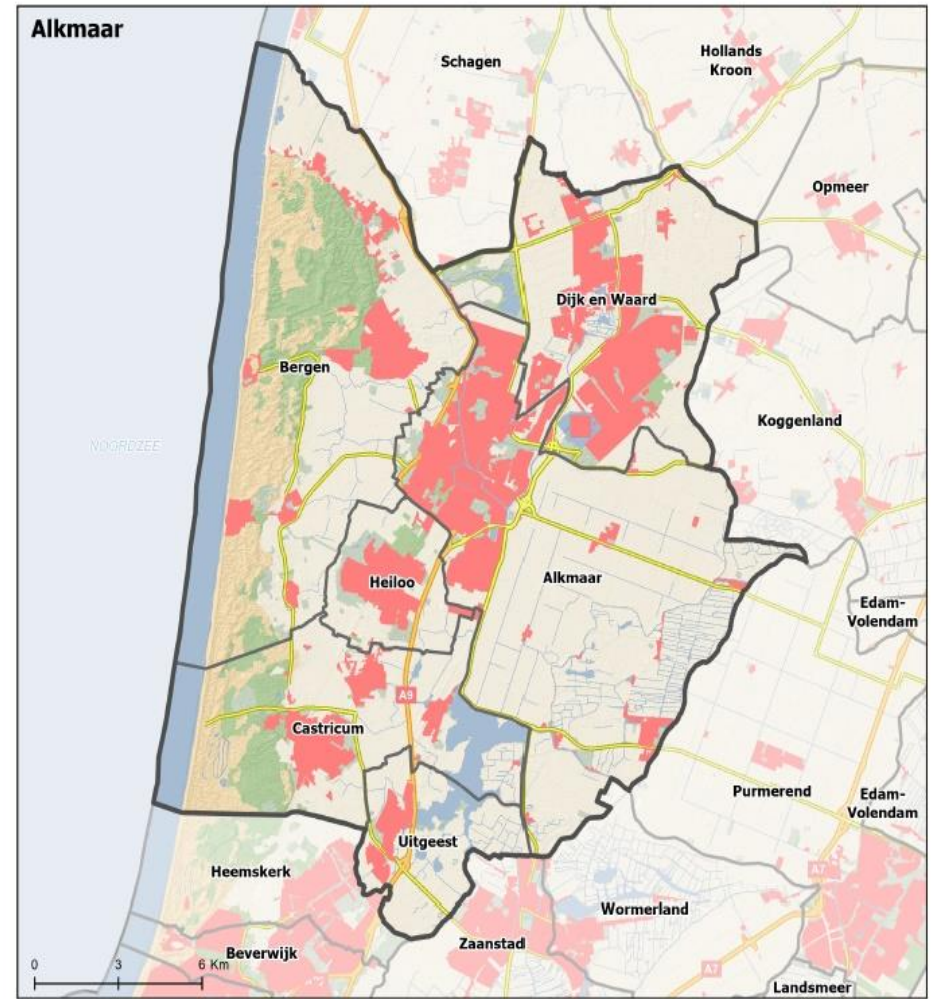 Alkmaar
Schagen
Hollands
Kroon
Opmeer
Dijk en Waard
Bergen
Koggenland
NOORDZEE
Heiloo
Alkmaar
Edam-
Volendam
A9
Castricum
Purmerend
Edam-
Volendam
Uitgeest
Heemskerk
A7
Wormerland
Zaanstad
Beverwijk
A7
Landsmeer
0 3 6 Km